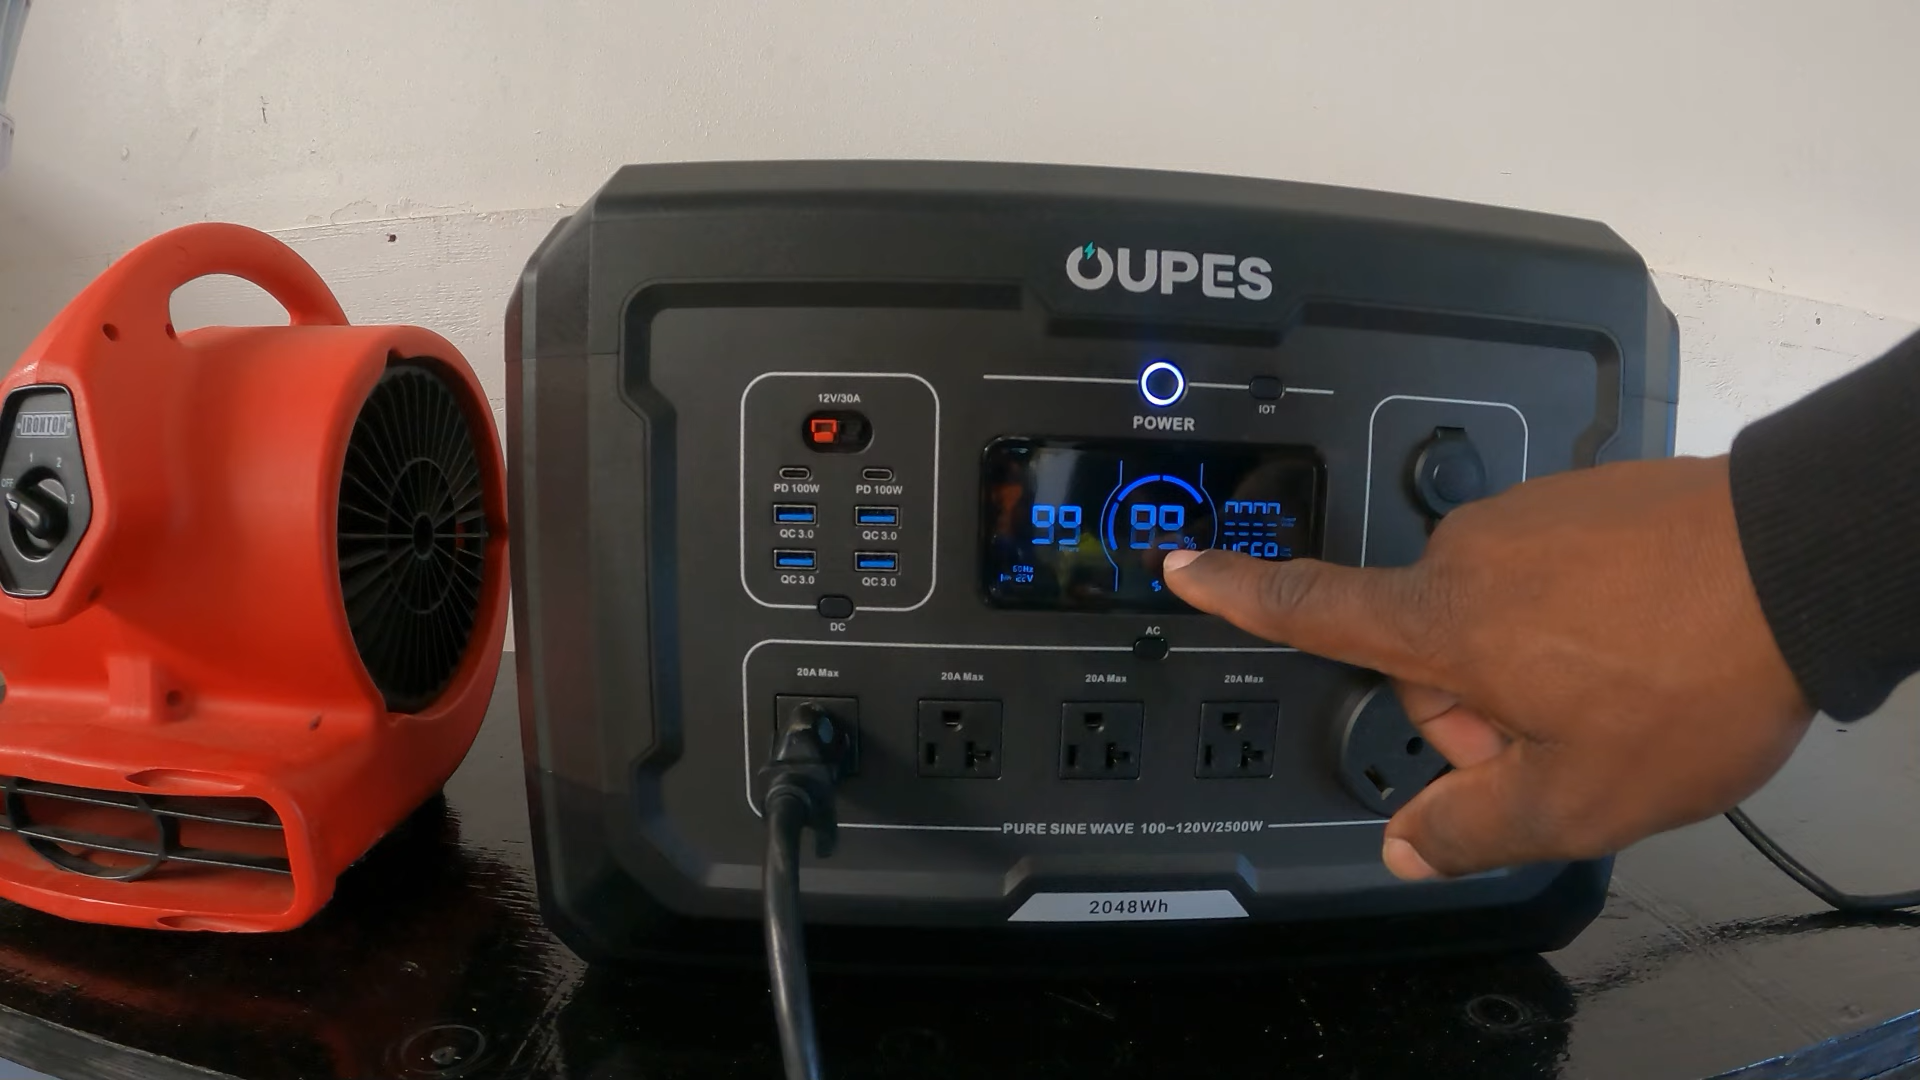 OUPES
POWER
IOT
12V/30A
PD 100W
PD 100W
QC 3.0
QC 3.0
QC 3.0
QC 3.0
DC
99
%
60Hz
AC
20A Max
20A Max
20A Max
20A Max
PURE SINE WAVE 100~120V/2500W
2048Wh
IRONTON
OFF
1
2
3